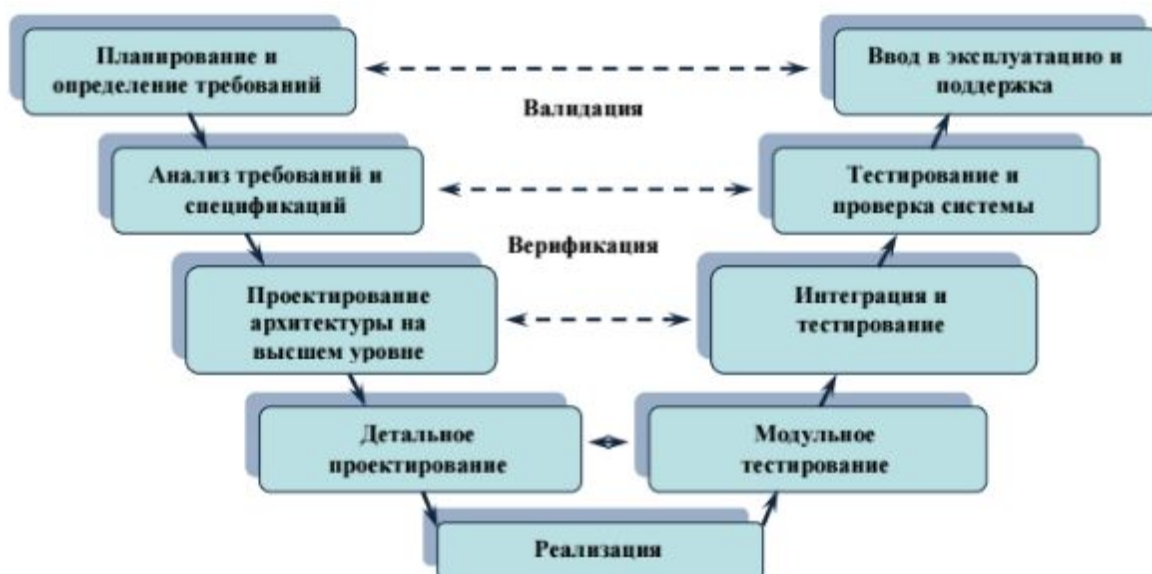 Планирование и
определение требований
Ввод в эксплуатацию и
поддержка
Валидация
Анализ требований и
спецификаций
Тестирование и
проверка системы
Верификация
Проектирование
архитектуры на
высшем уровне
Интеграция и
тестирование
Детальное
проектирование
Модульное
тестирование
Реализация